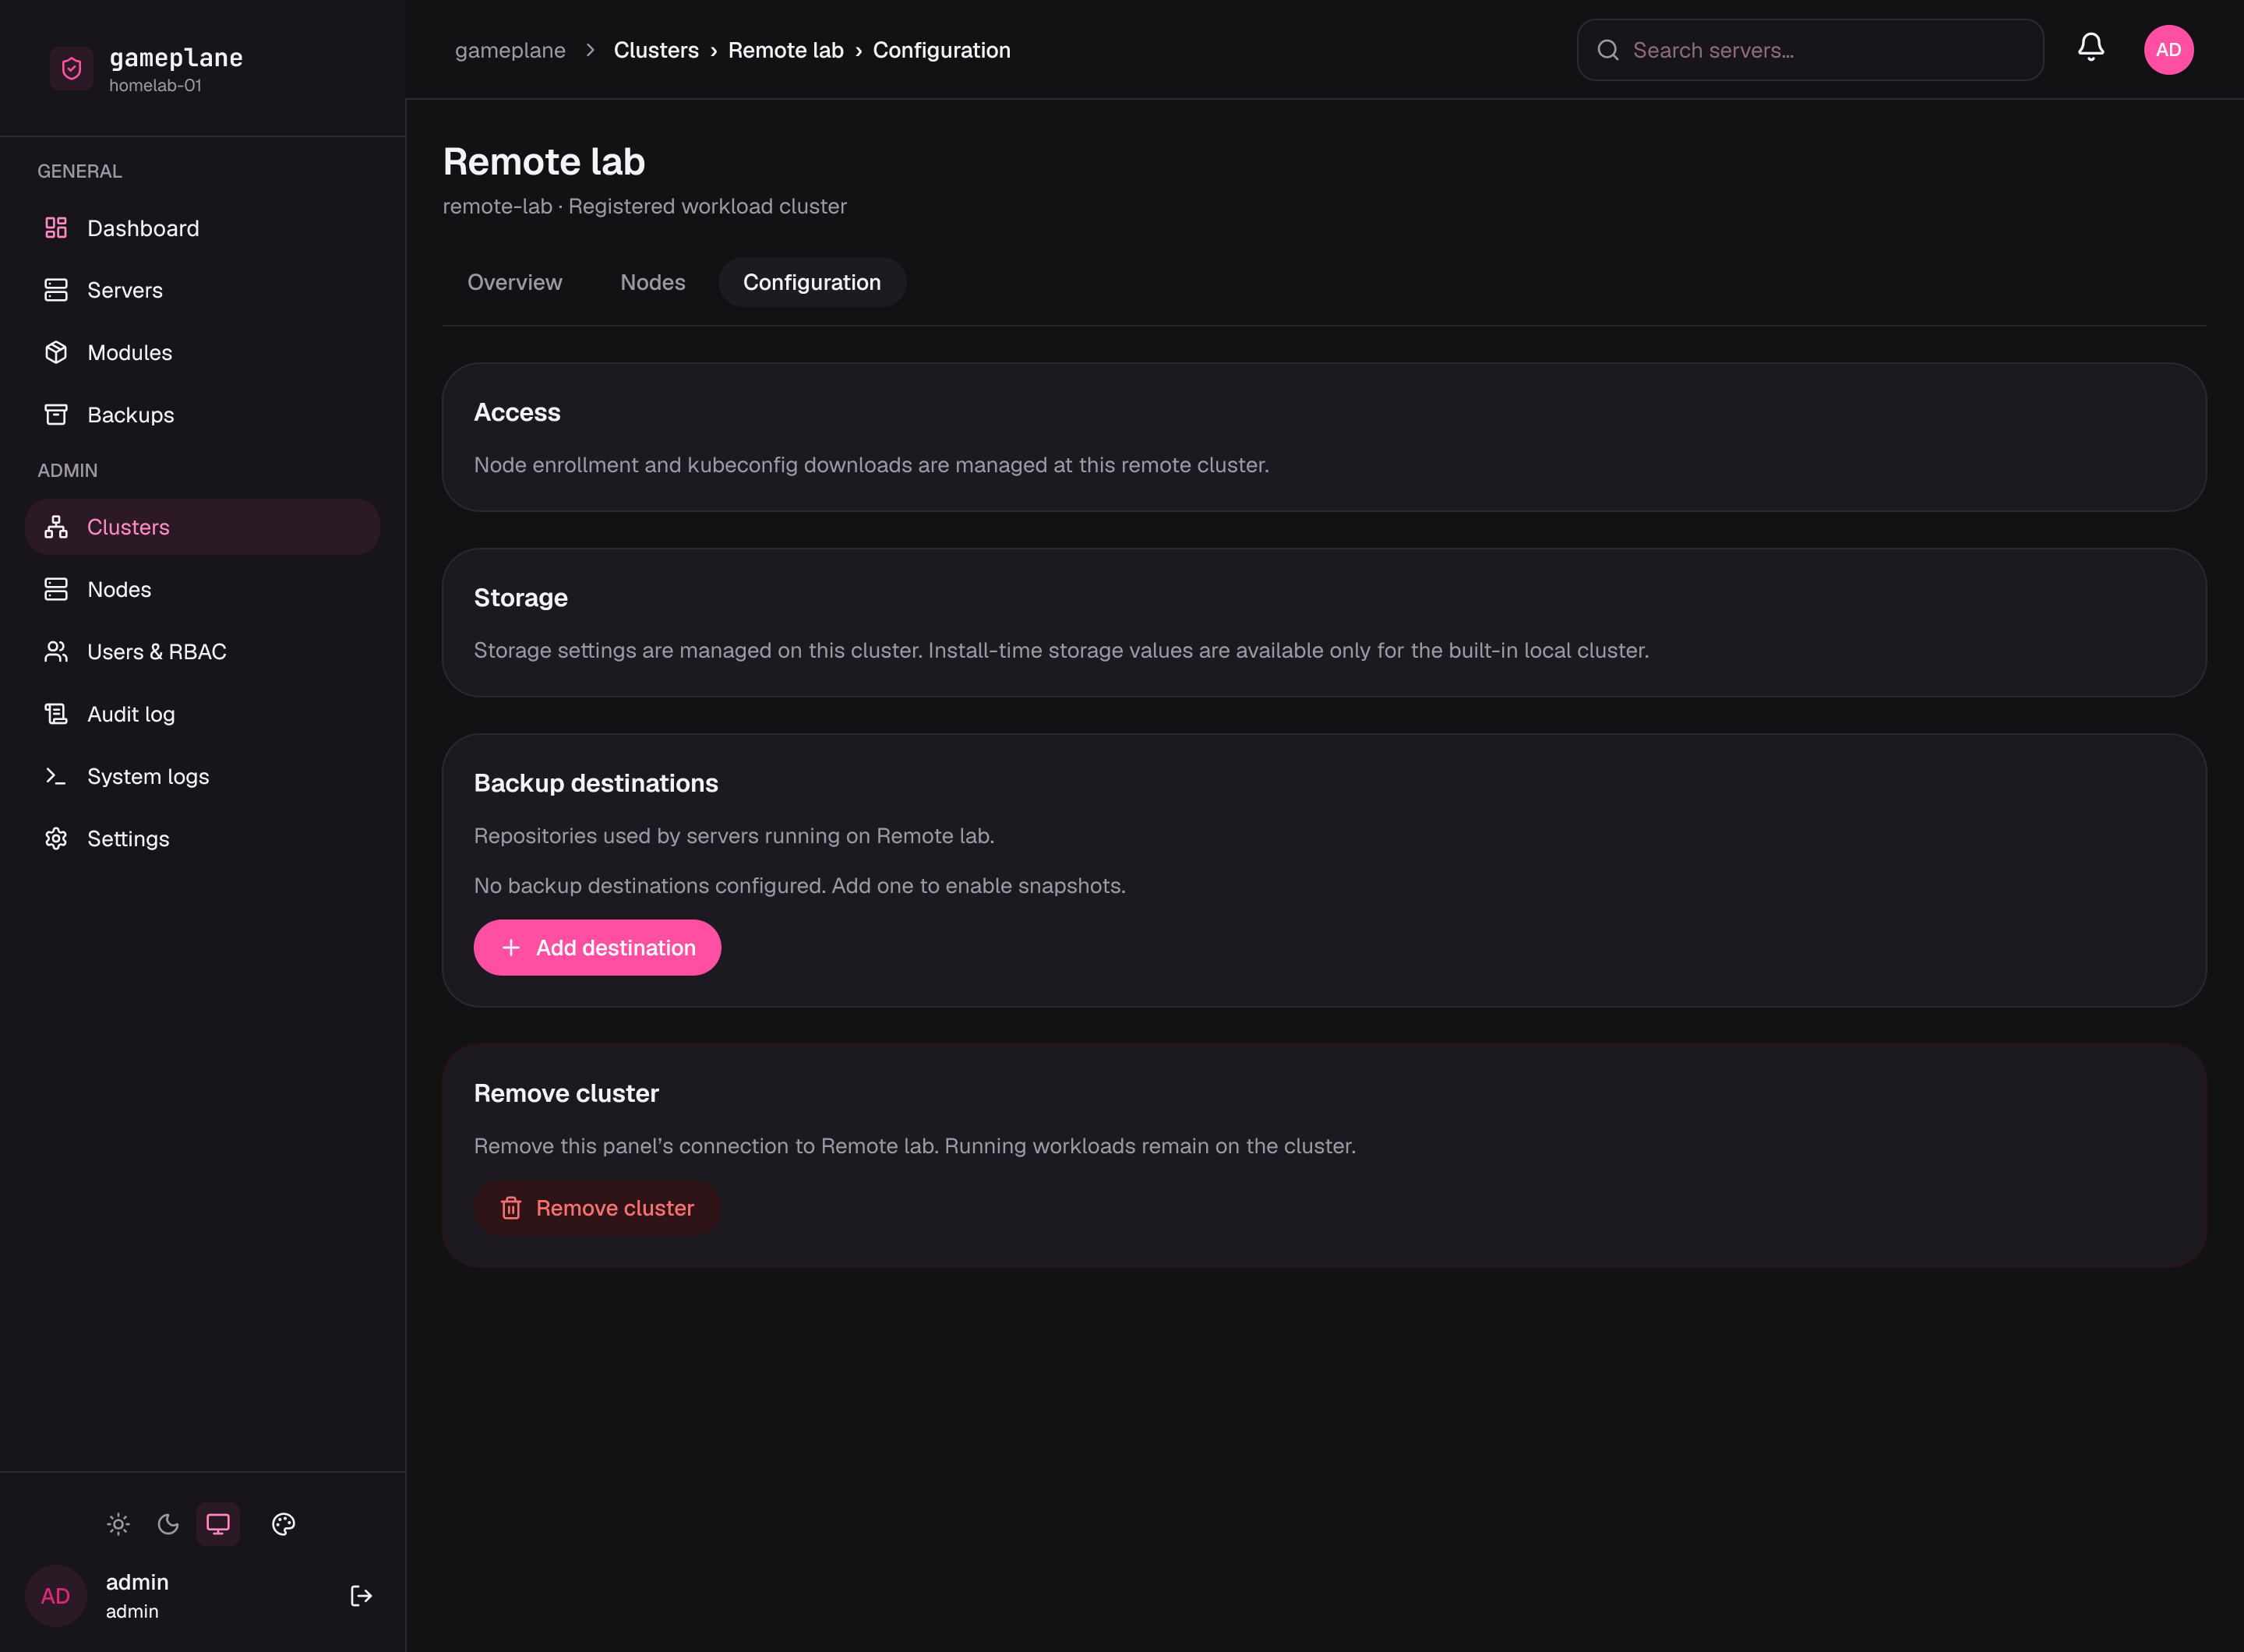 gameplane
homelab-01
GENERAL
Dashboard
Servers
Modules
Backups
ADMIN
Clusters
Nodes
Users & RBAC
Audit log
System logs
Settings
AD
admin
admin
gameplane
Clusters › Remote lab › Configuration
Search servers...
AD
Remote lab
remote-lab · Registered workload cluster
Overview
Nodes
Configuration
Access
Node enrollment and kubeconfig downloads are managed at this remote cluster.
Storage
Storage settings are managed on this cluster. Install-time storage values are available only for the built-in local cluster.
Backup destinations
Repositories used by servers running on Remote lab.
No backup destinations configured. Add one to enable snapshots.
Add destination
Remove cluster
Remove this panel’s connection to Remote lab. Running workloads remain on the cluster.
Remove cluster